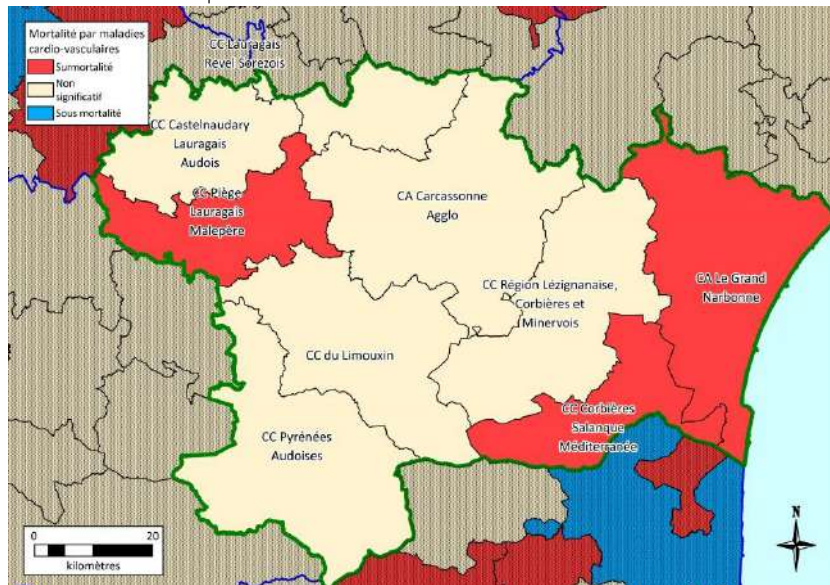 Mortalité par maladies
cardio-vasculaires
Surmortalité
Non
significatif
Sous mortalité
CC Lauragais
Revel Sorezois
CC Castelnaudary
Lauragais
Audois
CC Piège
Lauragais
Malepère
CA Carcassonne
Agglo
CA Le Grand
Narbonne
CC Région Lézignanaise,
Corbières et
Minervois
CC du Limouxin
CC Corbières
Salanque
Méditerranée
CC Pyrénées
Audoises
0 20
kilomètres
N